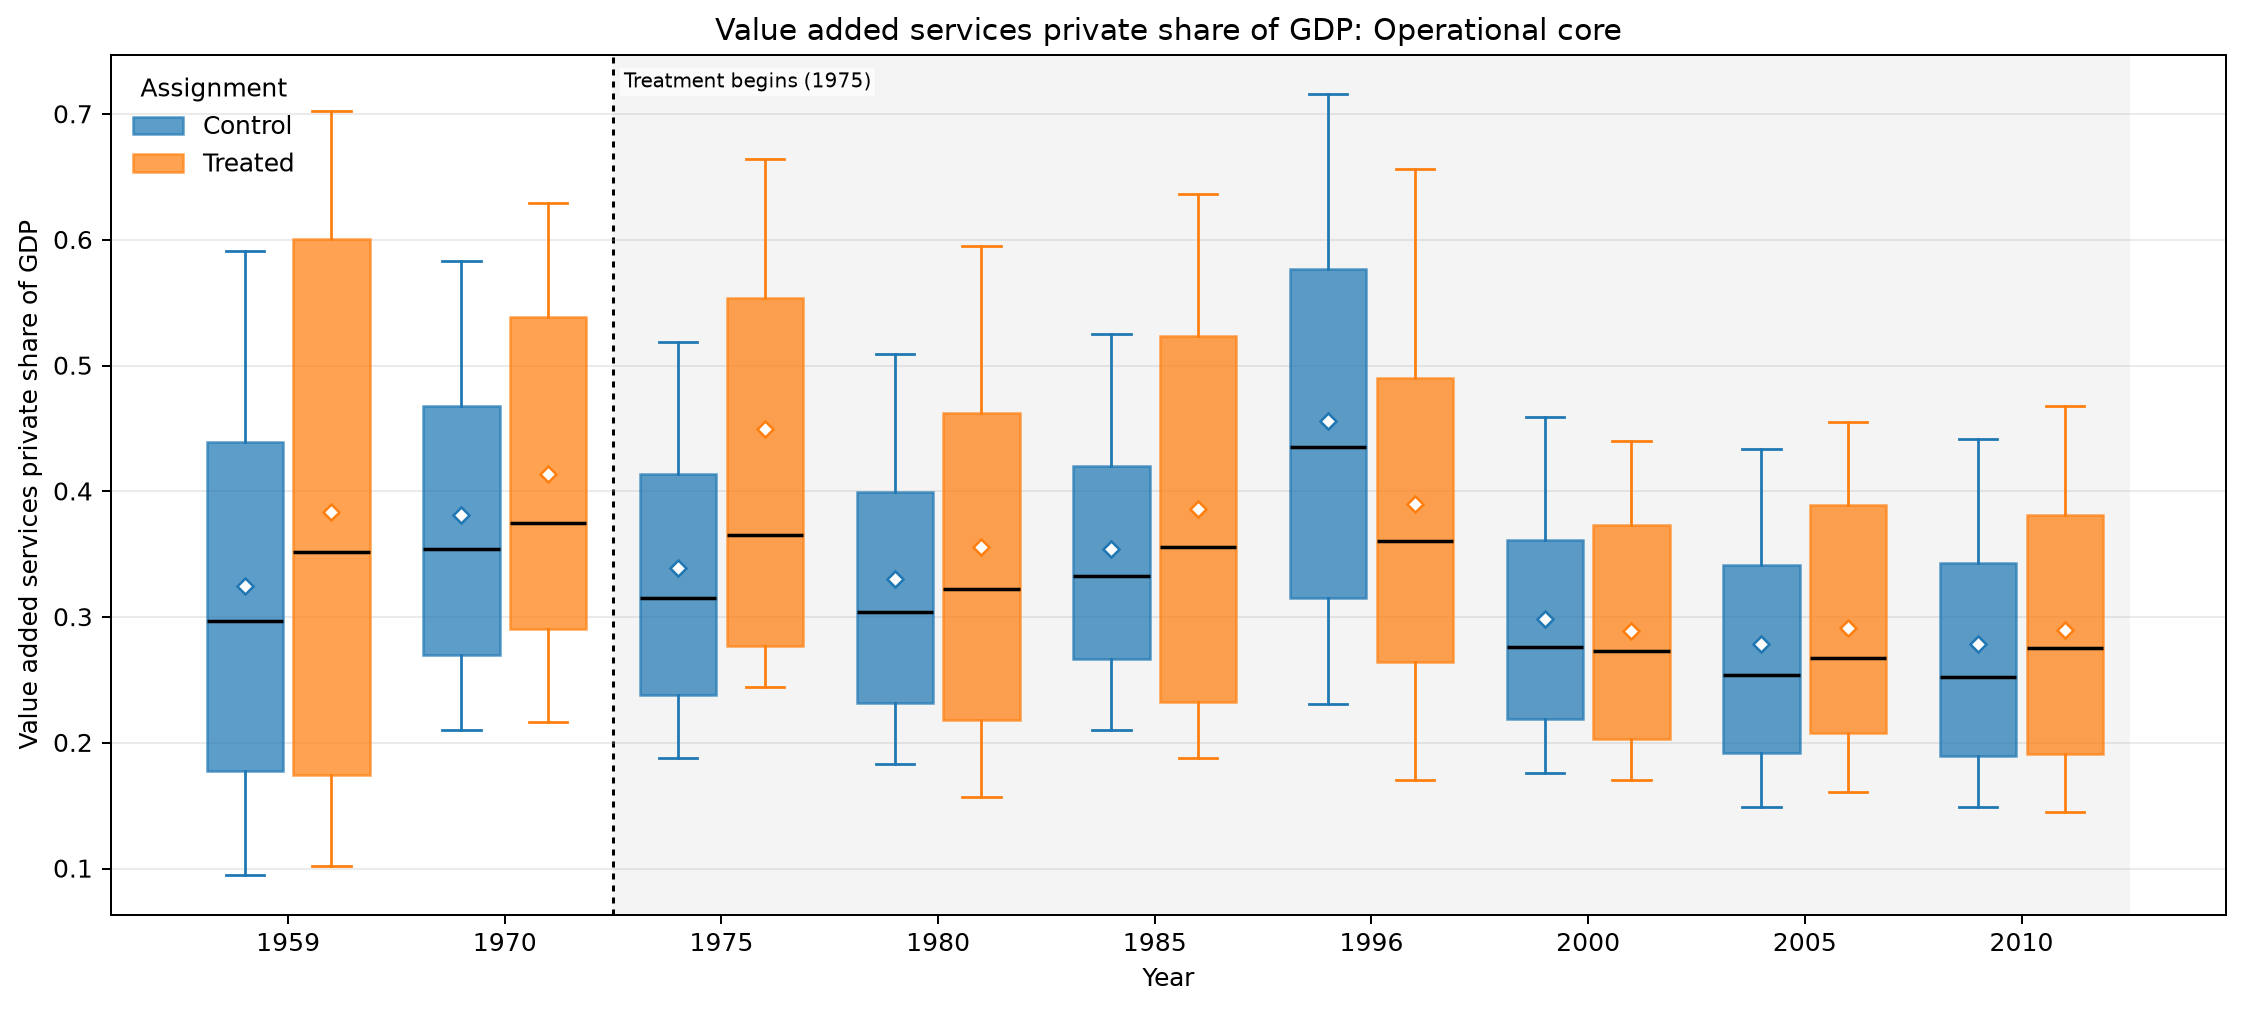 Value added services private share of GDP: Operational core
Treatment begins (1975)
Assignment
Control
Treated
Value added services private share of GDP
0.7
0.6
0.5
0.4
0.3
0.2
0.1
1959 1970 1975 1980 1985 1996 2000 2005 2010
Year